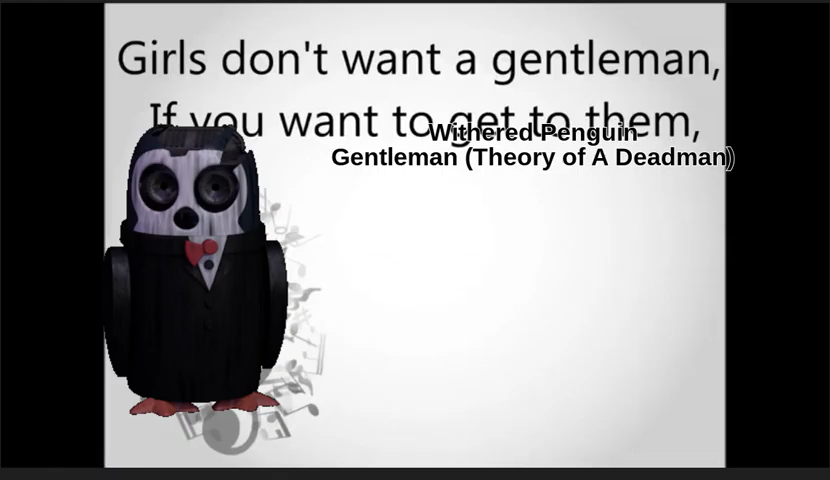 Girls don't want a gentleman,
If you want to get to them,
Withered Penguin
Gentleman (Theory of A Deadman)